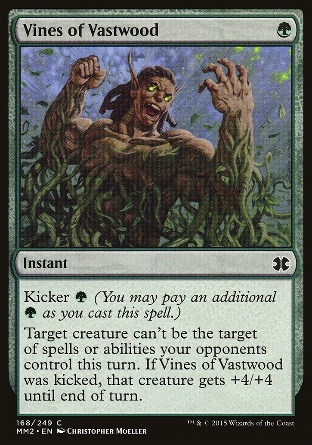 Vines of Vastwood
Instant
Kicker (You may pay an additional
as you cast this spell.)
Target creature can't be the target
of spells or abilities your opponents
control this turn. If Vines of Vastwood
was kicked, that creature gets +4/+4
until end of turn.
168/249 C
MM2 • EN Christopher Moeller
™ & © 2015 Wizards of the Coast